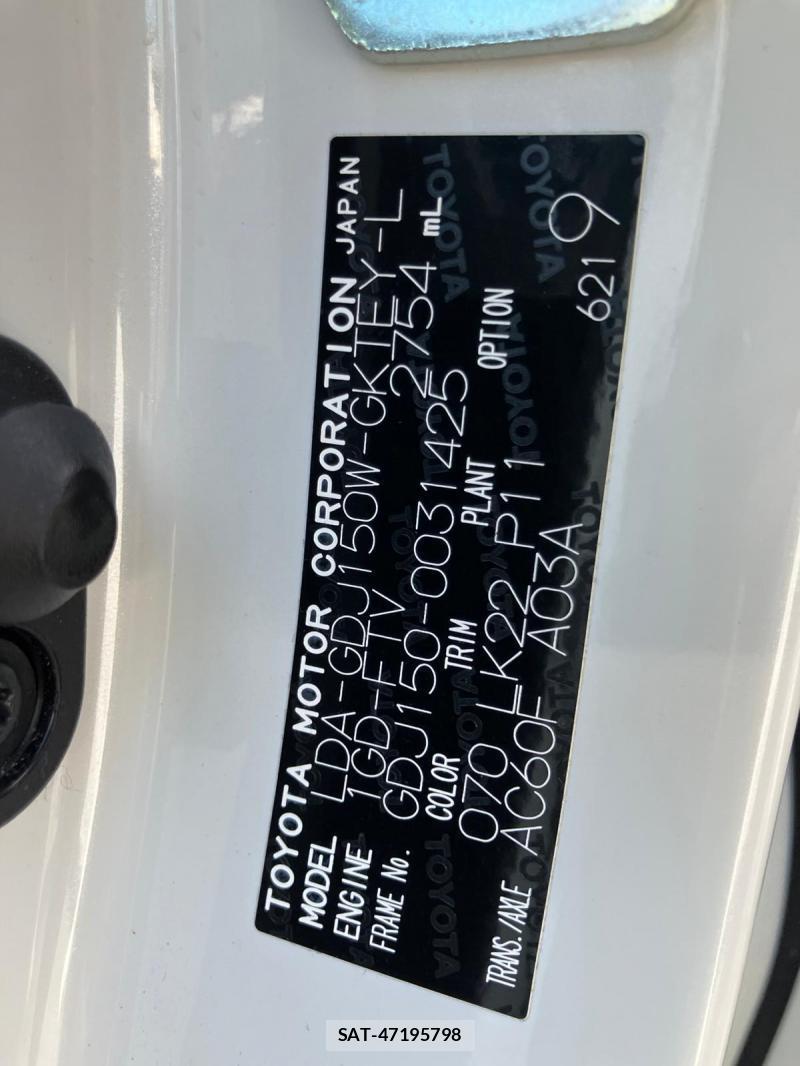 TOYOTA MOTOR CORPORATION JAPAN
MODEL LDA-GDJ150W-GKTEY-L
ENGINE 1GD-FTV 2754 mL
FRAME No. GDJ150-0031425
COLOR TRIM PLANT OPTION
070 LK22 P11
TRANS./AXLE AC60F A03A 621 9
SAT-47195798